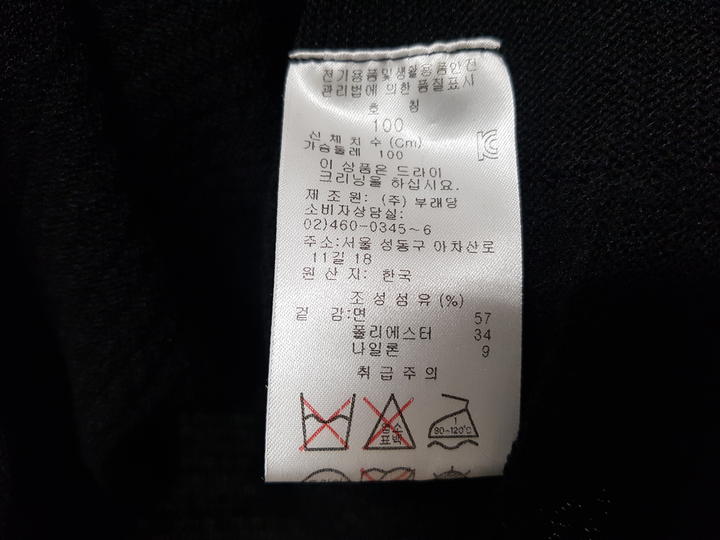 전기용품및생활용품안전
관리법에 의한 품질표시
호 칭
100
신 체 치 수 (Cm)
가슴둘레 100
이 상품은 드라이
크리닝을 하십시요.
제 조 원: (주) 부래당
소비자상담실:
02)460-0345~6
주소:서울 성동구 아차산로
11길 18
원 산 지: 한국
조 성 섬 유 (%)
겉 감:면 57
폴리에스터 34
나일론 9
취 급 주 의
염소
표백
1
80~120℃